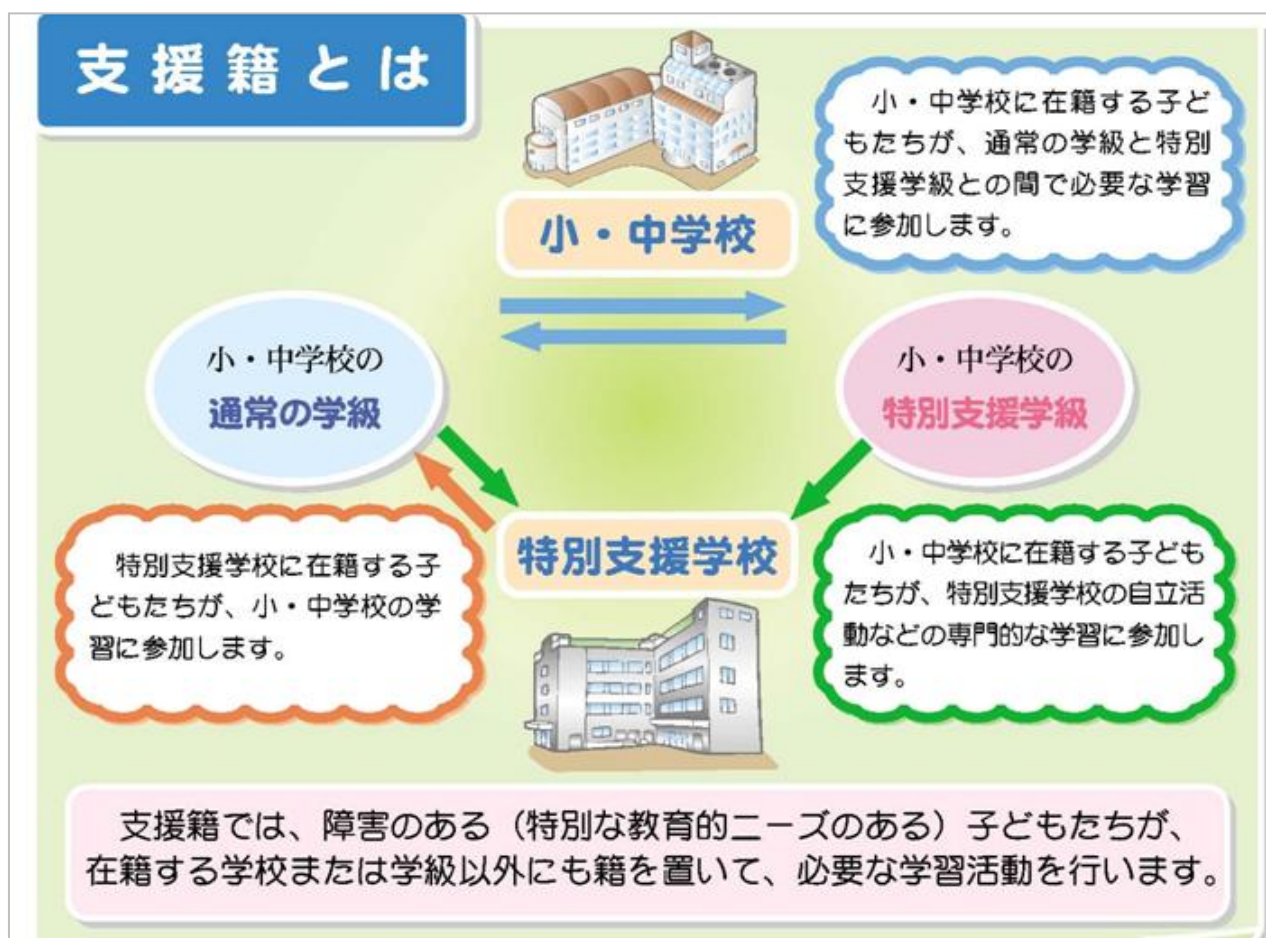 支援籍とは
小・中学校に在籍する子ど
もたちが、通常の学級と特別
支援学級との間で必要な学習
に参加します。
小・中学校
小・中学校の
通常の学級
小・中学校の
特別支援学級
特別支援学校に在籍する子
どもたちが、小・中学校の学
習に参加します。
特別支援学校
小・中学校に在籍する子ども
たちが、特別支援学校の自立活
動などの専門的な学習に参加し
ます。
支援籍では、障害のある（特別な教育的ニーズのある）子どもたちが、
在籍する学校または学級以外にも籍を置いて、必要な学習活動を行います。